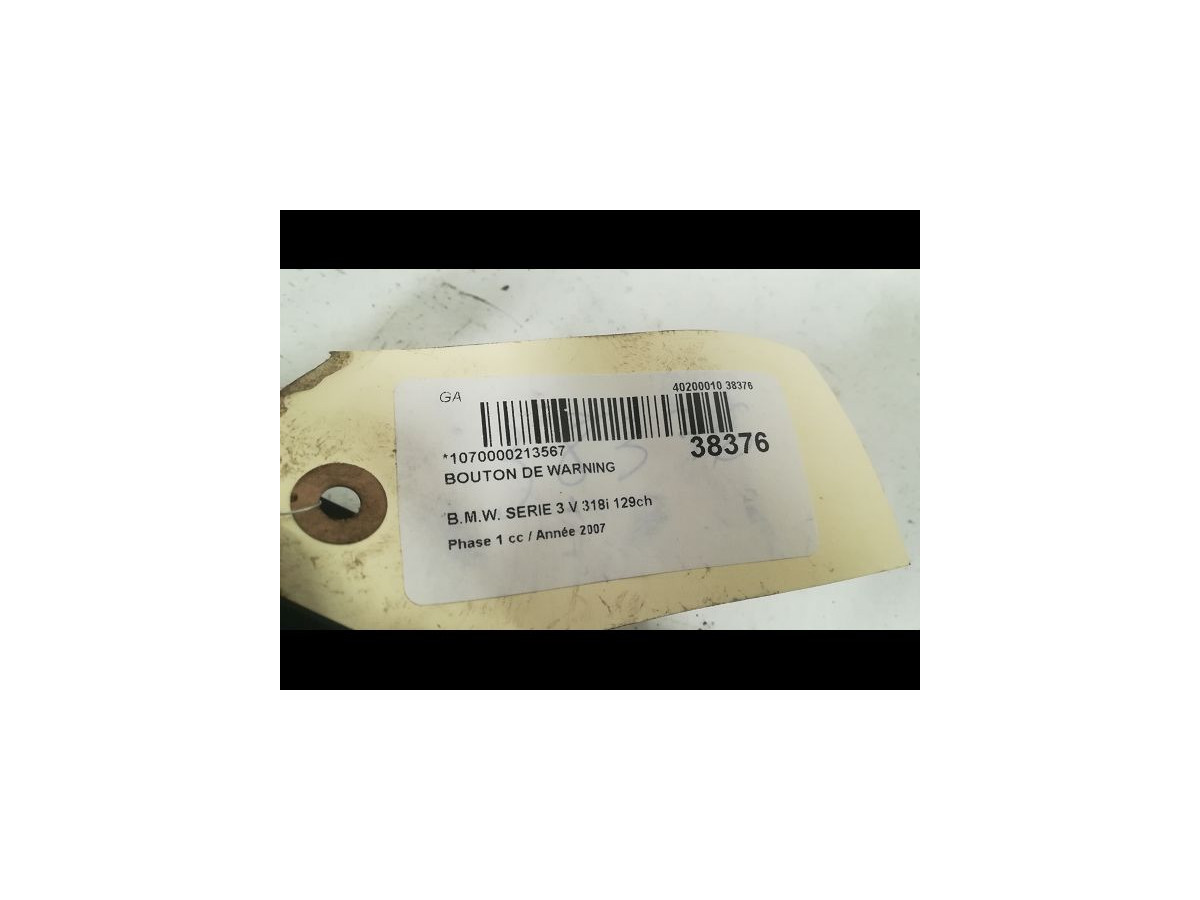 GA
40200010 38376
*1070000213567
38376
BOUTON DE WARNING
B.M.W. SERIE 3 V 318i 129ch
Phase 1 cc / Année 2007